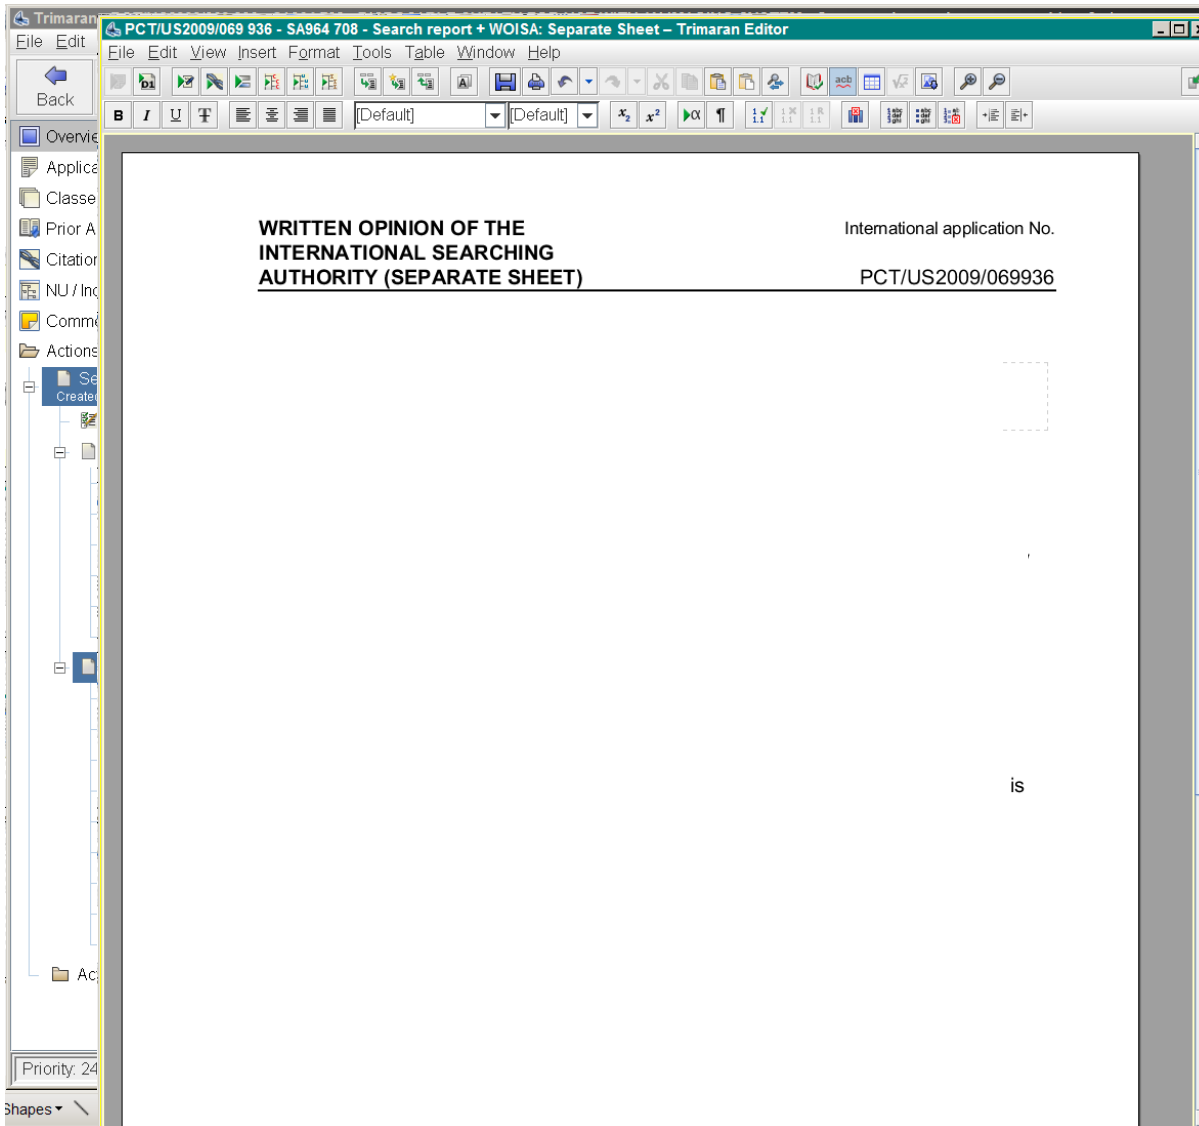 Trimaran
PCT/US2009/069 936 - SA964 708 - Search report + WOISA: Separate Sheet – Trimaran Editor
File Edit
File Edit View Insert Format Tools Table Window Help
Back
B I U T [Default] [Default] x₂ x²
Overvie
Applica
Classe
Prior A
Citation
NU / Inc
Comme
Actions
Se
Created
Ac
WRITTEN OPINION OF THE
INTERNATIONAL SEARCHING
AUTHORITY (SEPARATE SHEET)
International application No.
PCT/US2009/069936
is
Priority: 24
Shapes